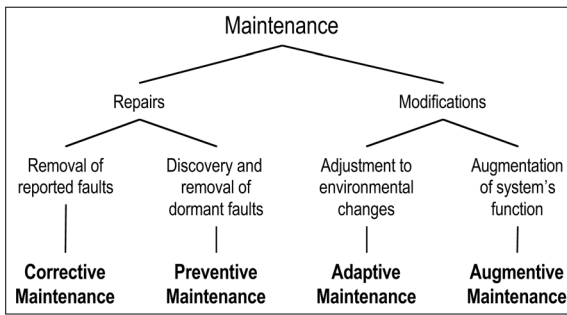 Maintenance
Repairs
Modifications
Removal of
reported faults
Discovery and
removal of
dormant faults
Adjustment to
environmental
changes
Augmentation
of system's
function
Corrective
Maintenance
Preventive
Maintenance
Adaptive
Maintenance
Augmentive
Maintenance